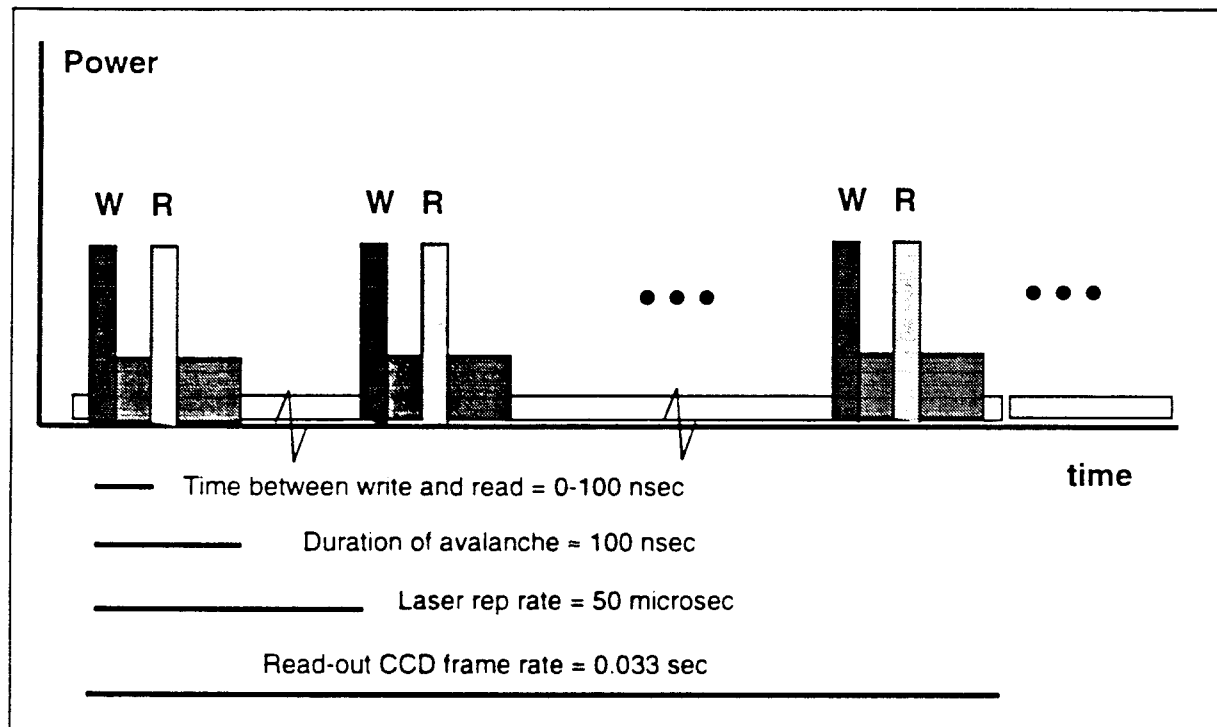 Power
W R W R W R
time
Time between write and read = 0-100 nsec
Duration of avalanche ≈ 100 nsec
Laser rep rate = 50 microsec
Read-out CCD frame rate = 0.033 sec